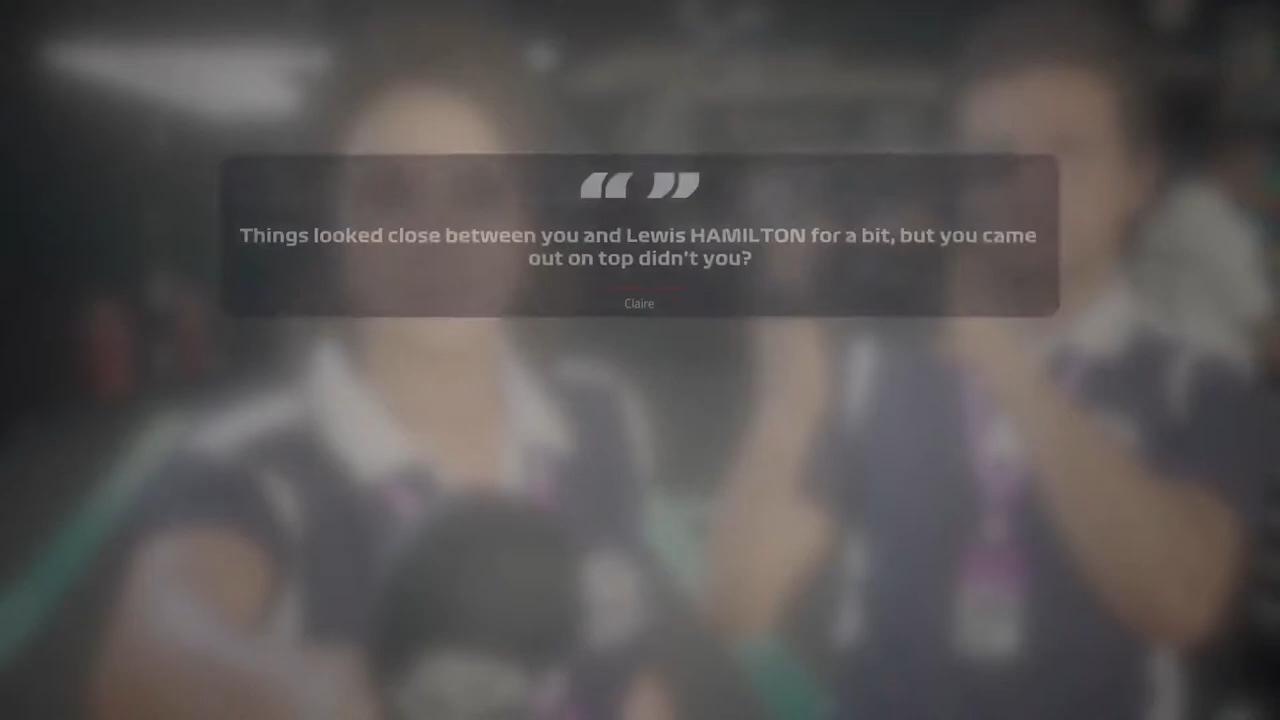 Things looked close between you and Lewis HAMILTON for a bit, but you came
out on top didn't you?
Claire